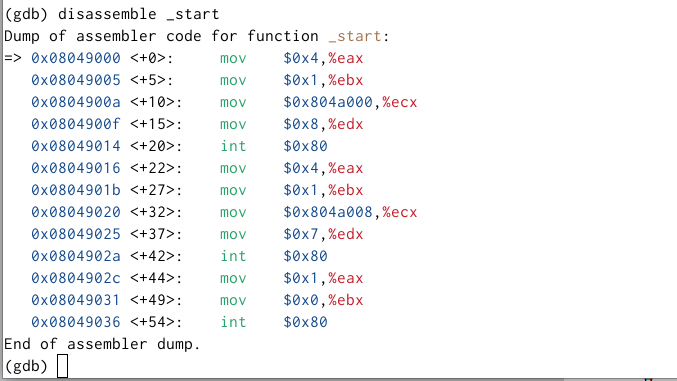 (gdb) disassemble _start
Dump of assembler code for function _start:
=> 0x08049000 <+0>:     mov    $0x4,%eax
   0x08049005 <+5>:     mov    $0x1,%ebx
   0x0804900a <+10>:    mov    $0x804a000,%ecx
   0x0804900f <+15>:    mov    $0x8,%edx
   0x08049014 <+20>:    int    $0x80
   0x08049016 <+22>:    mov    $0x4,%eax
   0x0804901b <+27>:    mov    $0x1,%ebx
   0x08049020 <+32>:    mov    $0x804a008,%ecx
   0x08049025 <+37>:    mov    $0x7,%edx
   0x0804902a <+42>:    int    $0x80
   0x0804902c <+44>:    mov    $0x1,%eax
   0x08049031 <+49>:    mov    $0x0,%ebx
   0x08049036 <+54>:    int    $0x80
End of assembler dump.
(gdb)